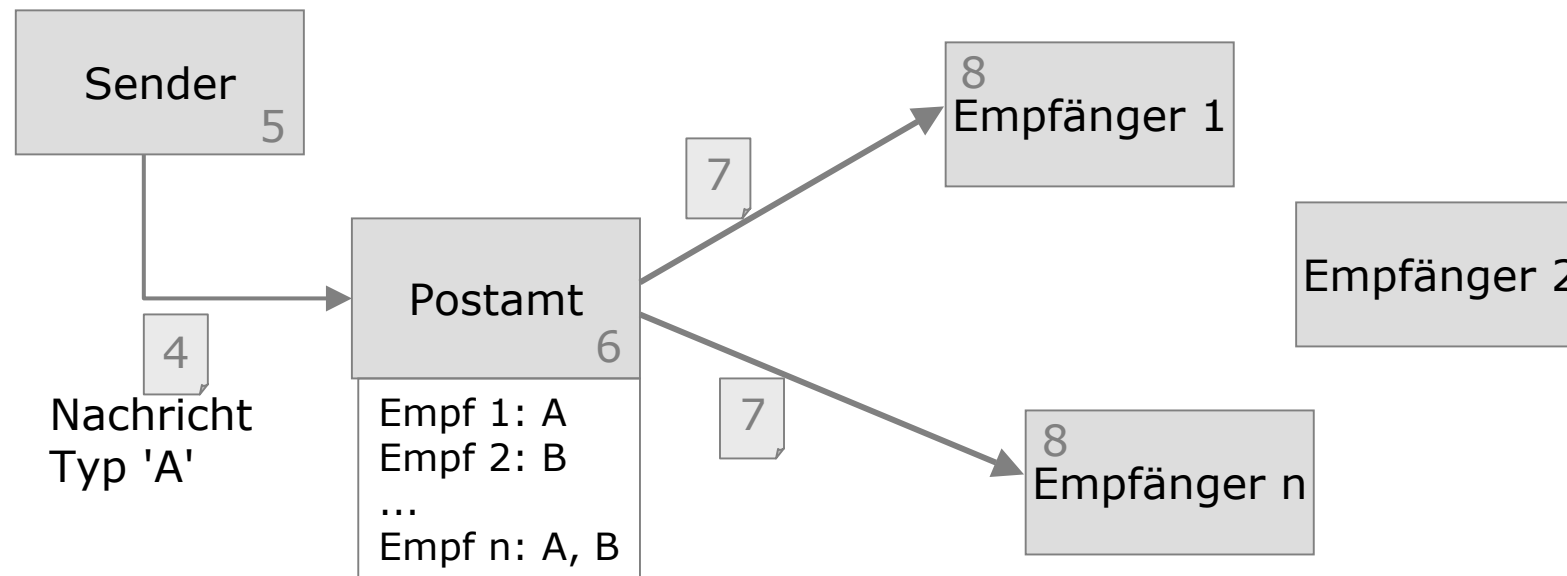 Sender
5
8
Empfänger 1
7
Empfänger 2
Postamt
6
4
Nachricht
Typ 'A'
Empf 1: A
Empf 2: B
...
Empf n: A, B
7
8
Empfänger n